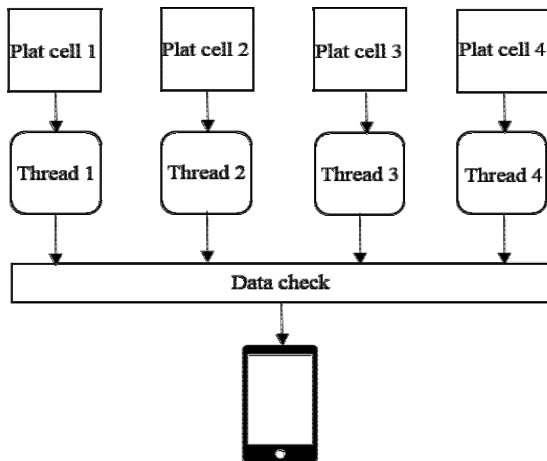 Plat cell 1
Plat cell 2
Plat cell 3
Plat cell 4
Thread 1
Thread 2
Thread 3
Thread 4
Data check